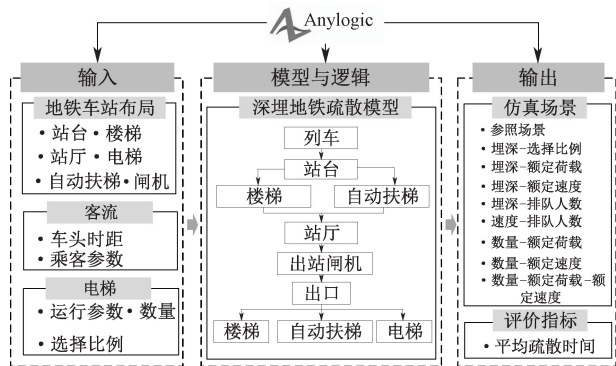 Anylogic
输入
地铁车站布局
·站台·楼梯
·站厅·电梯
·自动扶梯·闸机
客流
·车头时距
·乘客参数
电梯
·运行参数·数量
·选择比例
模型与逻辑
深埋地铁疏散模型
列车
站台
楼梯 自动扶梯
站厅
出站闸机
出口
楼梯 自动扶梯 电梯
输出
仿真场景
·参照场景
·埋深-选择比例
·埋深-额定荷载
·埋深-额定速度
·埋深-排队人数
·速度-排队人数
·数量-额定荷载
·数量-额定速度
·数量-额定荷载-额
定速度
评价指标
·平均疏散时间